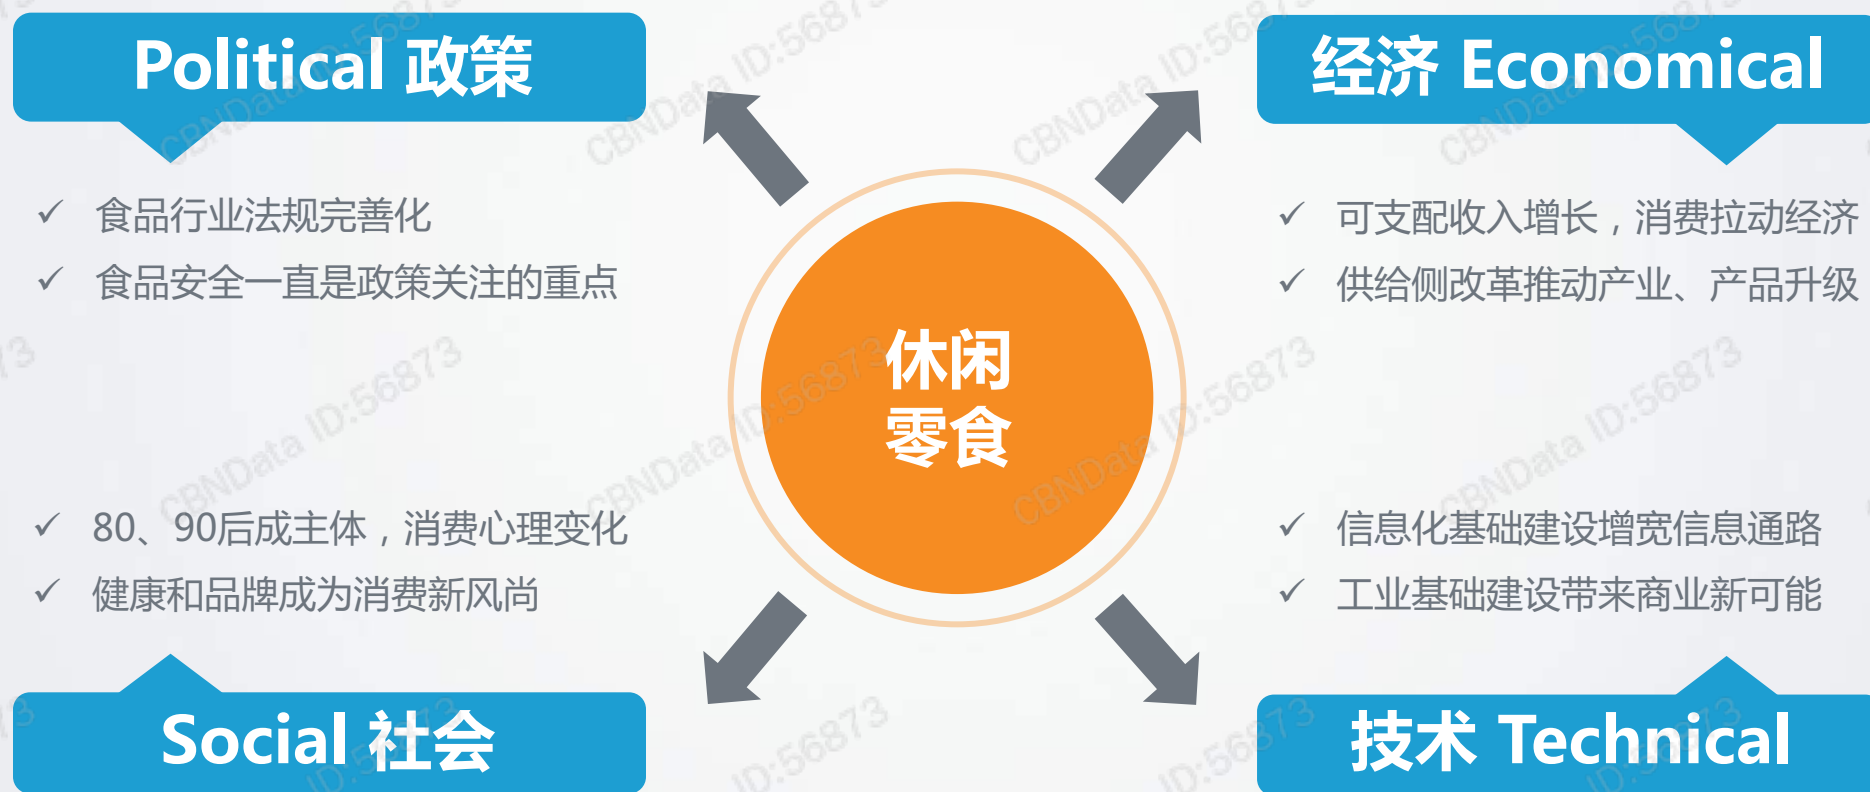 Political 政策
经济 Economical
✓ 食品行业法规完善化
✓ 食品安全一直是政策关注的重点
✓ 可支配收入增长，消费拉动经济
✓ 供给侧改革推动产业、产品升级
休闲
零食
✓ 80、90后成主体，消费心理变化
✓ 健康和品牌成为消费新风尚
✓ 信息化基础建设增宽信息通路
✓ 工业基础建设带来商业新可能
Social 社会
技术 Technical
CBNData ID:56873